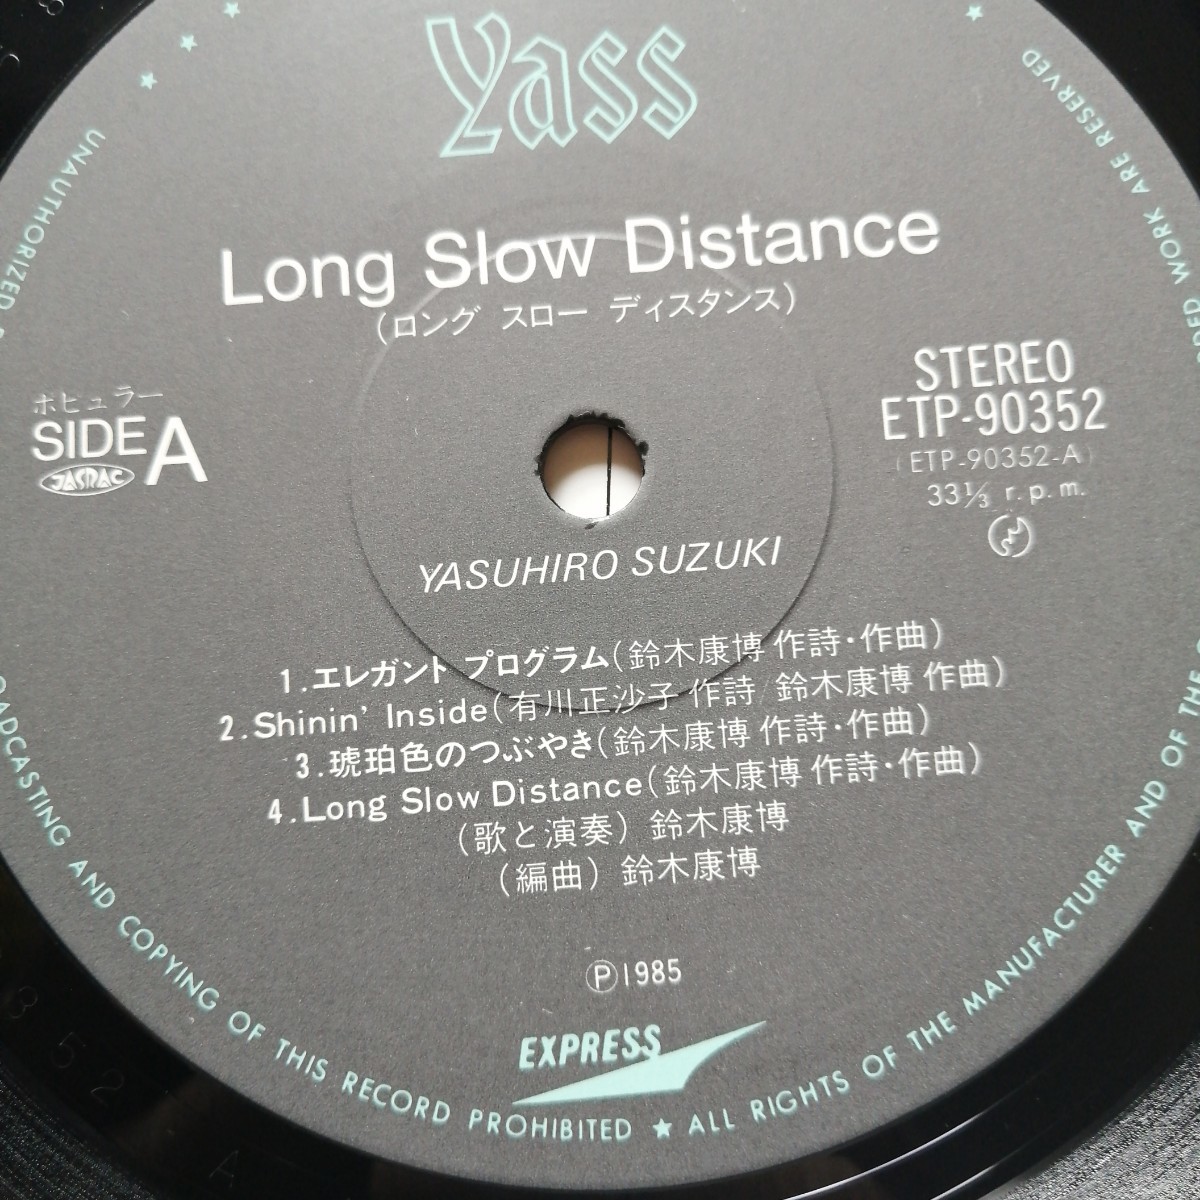 Yass
Long Slow Distance
(ロング スロー ディスタンス)
ポピュラー
SIDE A
JASRAC
STEREO
ETP-90352
(ETP-90352-A)
33⅓ r.p.m.
YASUHIRO SUZUKI
1.エレガント プログラム(鈴木康博 作詩・作曲)
2.Shinin' Inside(有川正沙子 作詩/鈴木康博 作曲)
3.琥珀色のつぶやき(鈴木康博 作詩・作曲)
4.Long Slow Distance(鈴木康博 作詩・作曲)
(歌と演奏) 鈴木康博
(編曲) 鈴木康博
Ⓟ1985
EXPRESS
UNAUTHORIZED
OADCASTING AND COPYING OF THIS RECORD PROHIBITED ★ ALL RIGHTS OF THE MANUFACTURER AND OF THE
RDED WORK ARE RESERVED
352
A